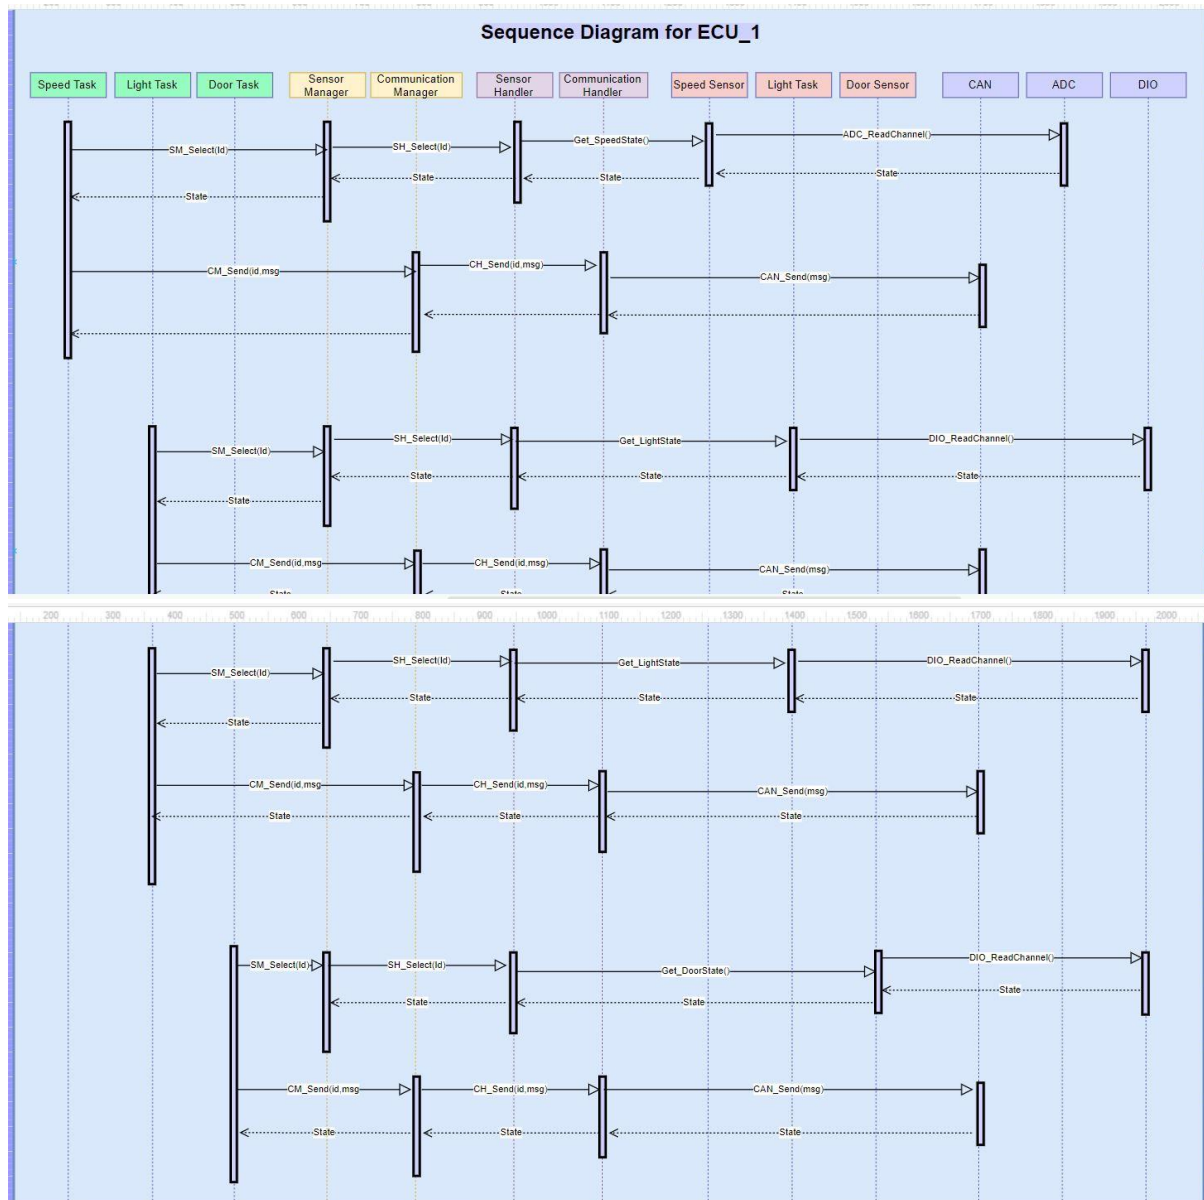 Sequence Diagram for ECU_1
Speed Task
Light Task
Door Task
Sensor
Manager
Communication
Manager
Sensor
Handler
Communication
Handler
Speed Sensor
Light Task
Door Sensor
CAN
ADC
DIO
SM_Select(Id)
SH_Select(Id)
Get_SpeedState()
ADC_ReadChannel()
State
State
State
State
CM_Send(id,msg
CH_Send(id,msg)
CAN_Send(msg)
SM_Select(Id)
SH_Select(Id)
Get_LightState
DIO_ReadChannel()
State
State
State
State
CM_Send(id,msg
CH_Send(id,msg)
CAN_Send(msg)
State
State
State
200 300 400 500 600 700 800 900 1000 1100 1200 1300 1400 1500 1600 1700 1800 1900 2000
SM_Select(Id)
SH_Select(Id)
Get_LightState
DIO_ReadChannel()
State
State
State
State
CM_Send(id,msg
CH_Send(id,msg)
CAN_Send(msg)
State
State
State
SM_Select(Id)
SH_Select(Id)
Get_DoorState()
DIO_ReadChannel()
State
State
State
CM_Send(id,msg
CH_Send(id,msg)
CAN_Send(msg)
State
State
State